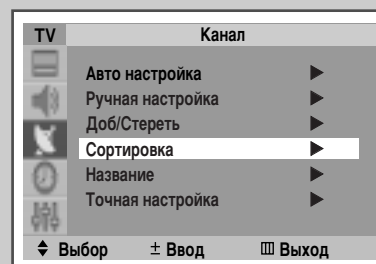 TV Канал
Авто настройка
Ручная настройка
Доб/Стереть
Сортировка
Название
Точная настройка
Выбор ± Ввод Выход